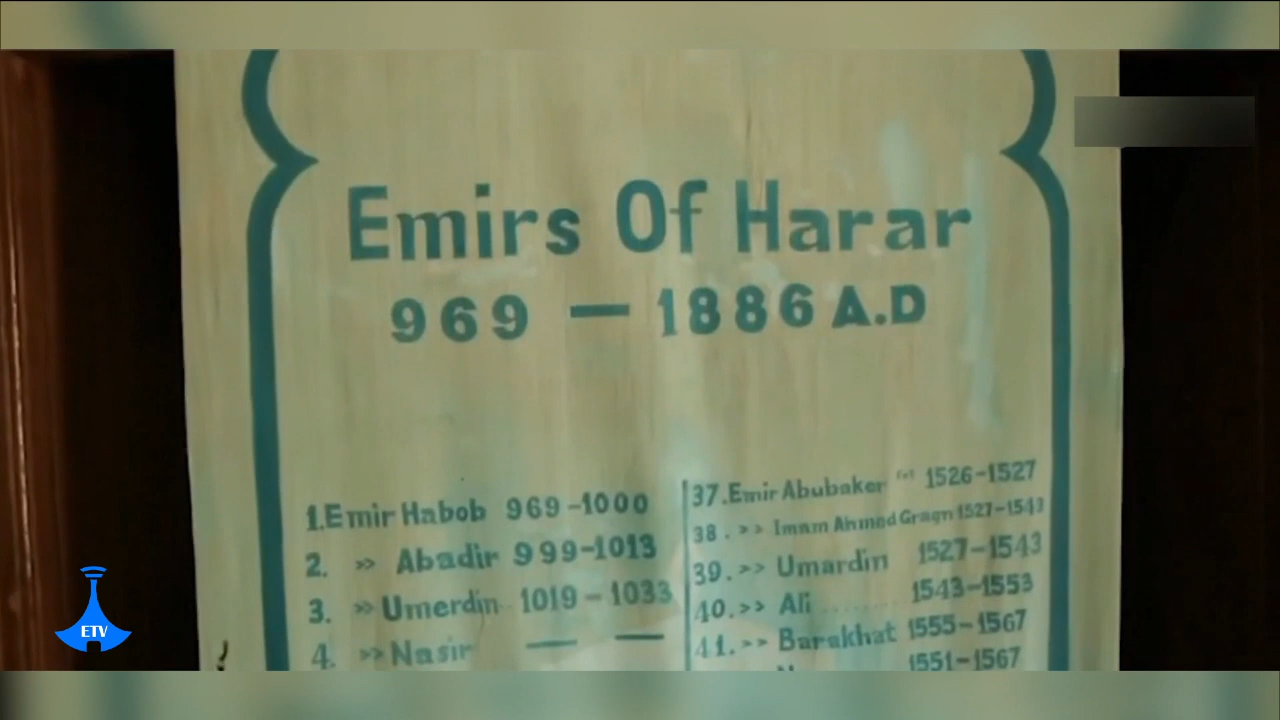 Emirs Of Harar
969 — 1886 A.D
1. Emir Habob 969-1000
2. >> Abadir 999-1013
3. >> Umerdin 1019-1033
4. >> Nasir — —
37. Emir Abubaker 1526-1527
38. >> Imam Ahmed Gragn 1527-1543
39. >> Umardin 1527-1543
40. >> Ali 1543-1553
41. >> Barakhat 1555-1567
1551-1567
ETV